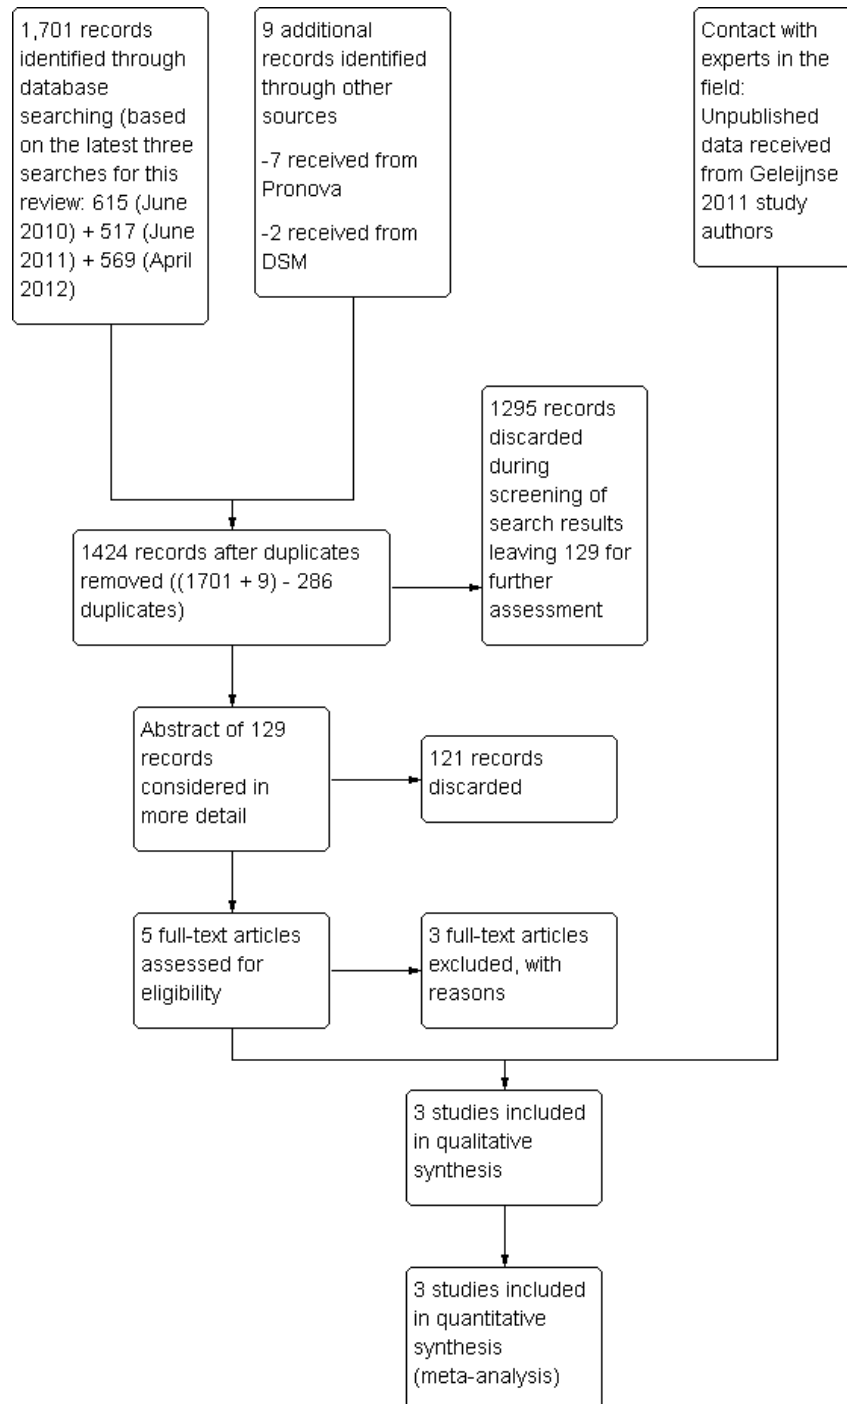 1,701 records
identified through
database
searching (based
on the latest three
searches for this
review: 615 (June
2010) + 517 (June
2011) + 569 (April
2012)
9 additional
records identified
through other
sources
-7 received from
Pronova
-2 received from
DSM
Contact with
experts in the
field:
Unpublished
data received
from Geleijnse
2011 study
authors
1424 records after duplicates
removed ((1701 + 9) - 286
duplicates)
1295 records
discarded
during
screening of
search results
leaving 129 for
further
assessment
Abstract of 129
records
considered in
more detail
121 records
discarded
5 full-text articles
assessed for
eligibility
3 full-text articles
excluded, with
reasons
3 studies included
in qualitative
synthesis
3 studies included
in quantitative
synthesis
(meta-analysis)